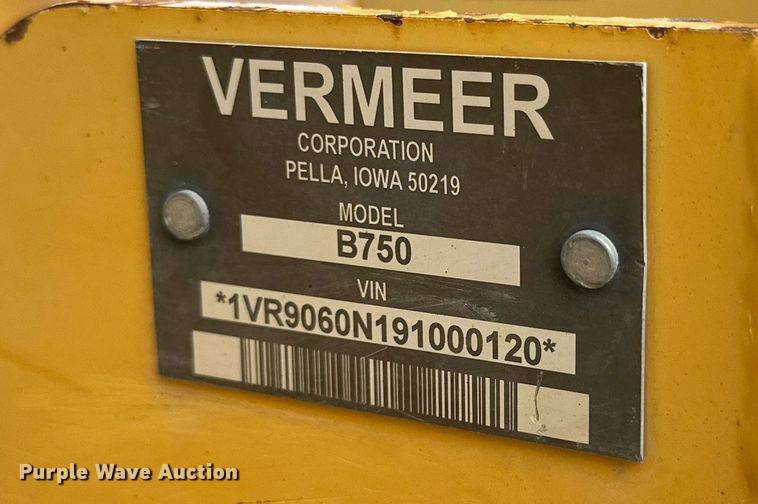 VERMEER
CORPORATION
PELLA, IOWA 50219
MODEL
B750
VIN
*1VR9060N191000120*
Purple Wave Auction